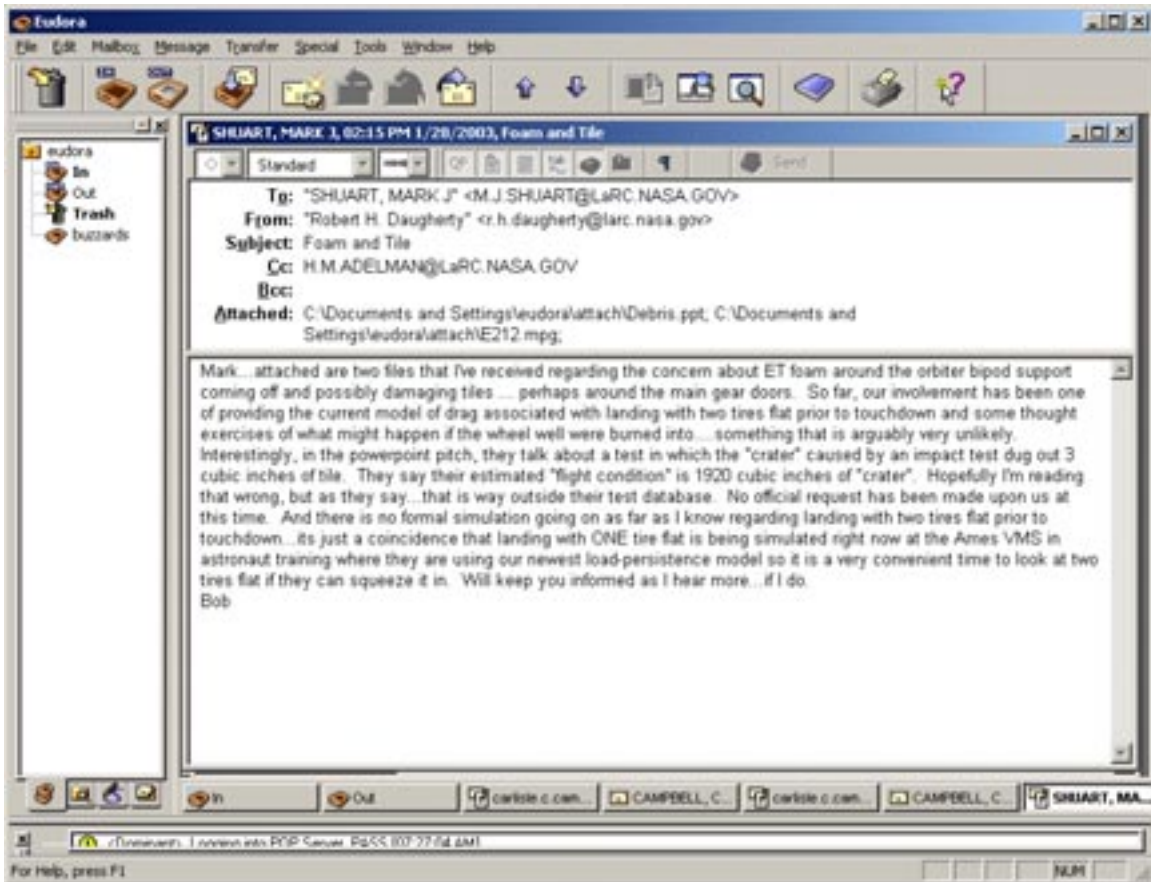 Eudora
File Edit Mailbox Message Transfer Special Tools Window Help
eudora
In
Out
Trash
buzzards
SHUART, MARK J, 02:15 PM 1/28/2003, Foam and Tile
Standard
QP
Send
To: "SHUART, MARK J" <M.J.SHUART@LaRC.NASA.GOV>
From: "Robert H. Daugherty" <r.h.daugherty@larc.nasa.gov>
Subject: Foam and Tile
Cc: H.M.ADELMAN@LaRC.NASA.GOV
Bcc:
Attached: C:\Documents and Settings\eudora\attach\Debris.ppt; C:\Documents and
Settings\eudora\attach\E212.mpg;
Mark...attached are two files that I've received regarding the concern about ET foam around the orbiter bipod support
coming off and possibly damaging tiles .... perhaps around the main gear doors. So far, our involvement has been one
of providing the current model of drag associated with landing with two tires flat prior to touchdown and some thought
exercises of what might happen if the wheel well were burned into....something that is arguably very unlikely.
Interestingly, in the powerpoint pitch, they talk about a test in which the "crater" caused by an impact test dug out 3
cubic inches of tile. They say their estimated "flight condition" is 1920 cubic inches of "crater". Hopefully I'm reading
that wrong, but as they say...that is way outside their test database. No official request has been made upon us at
this time. And there is no formal simulation going on as far as I know regarding landing with two tires flat prior to
touchdown...its just a coincidence that landing with ONE tire flat is being simulated right now at the Ames VMS in
astronaut training where they are using our newest load-persistence model so it is a very convenient time to look at two
tires flat if they can squeeze it in. Will keep you informed as I hear more...if I do.
Bob
In Out carlisle.c.cam... CAMPBELL, C... carlisle.c.cam... CAMPBELL, C... SHUART, MA...
<Dominant> Logging into POP Server, PASS [07:27:04 AM]
For Help, press F1 NUM